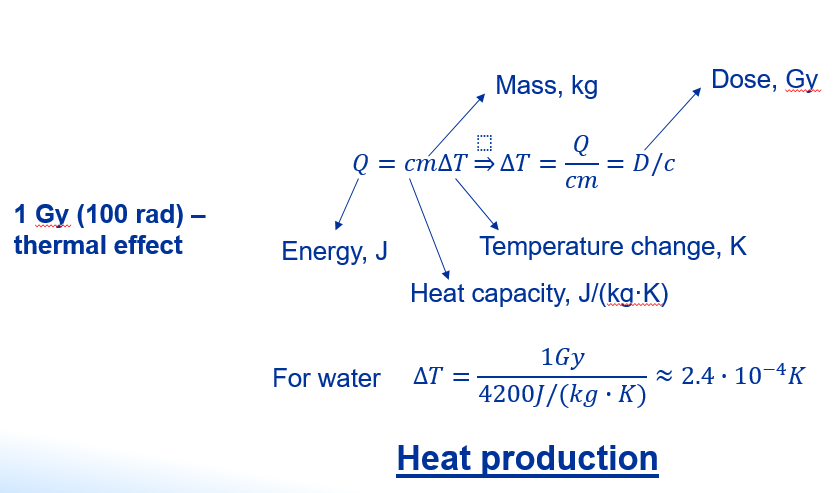 Mass, kg
Dose, Gy
Q = cmΔT ⇒ ΔT = Q/cm = D/c
1 Gy (100 rad) –
thermal effect
Energy, J
Temperature change, K
Heat capacity, J/(kg·K)
For water ΔT = 1Gy/4200J/(kg · K) ≈ 2.4 · 10⁻⁴K
Heat production